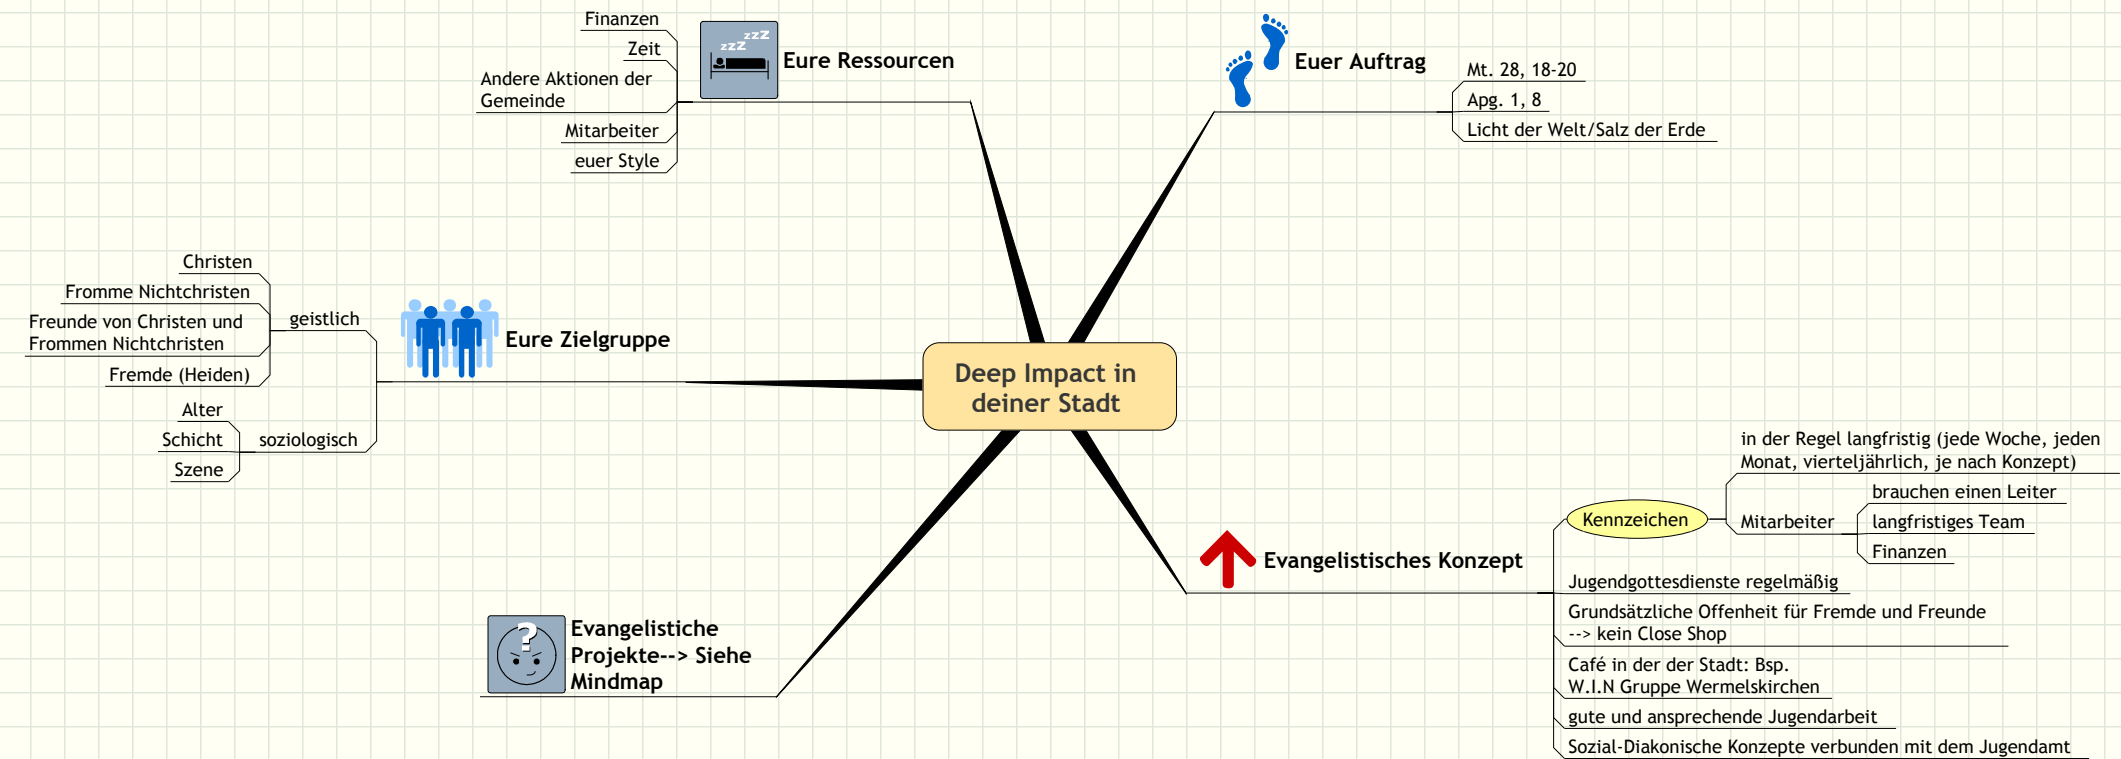 Deep Impact in
deiner Stadt
Euer Auftrag
Mt. 28, 18-20
Apg. 1, 8
Licht der Welt/Salz der Erde
Evangelistisches Konzept
Kennzeichen
in der Regel langfristig (jede Woche, jeden
Monat, vierteljährlich, je nach Konzept)
Mitarbeiter
brauchen einen Leiter
langfristiges Team
Finanzen
Jugendgottesdienste regelmäßig
Grundsätzliche Offenheit für Fremde und Freunde
--> kein Close Shop
Café in der der Stadt: Bsp.
W.I.N Gruppe Wermelskirchen
gute und ansprechende Jugendarbeit
Sozial-Diakonische Konzepte verbunden mit dem Jugendamt
Eure Ressourcen
zzZ
zzZ
Finanzen
Zeit
Andere Aktionen der
Gemeinde
Mitarbeiter
euer Style
Eure Zielgruppe
geistlich
Christen
Fromme Nichtchristen
Freunde von Christen und
Frommen Nichtchristen
Fremde (Heiden)
soziologisch
Alter
Schicht
Szene
?
Evangelistiche
Projekte--> Siehe
Mindmap